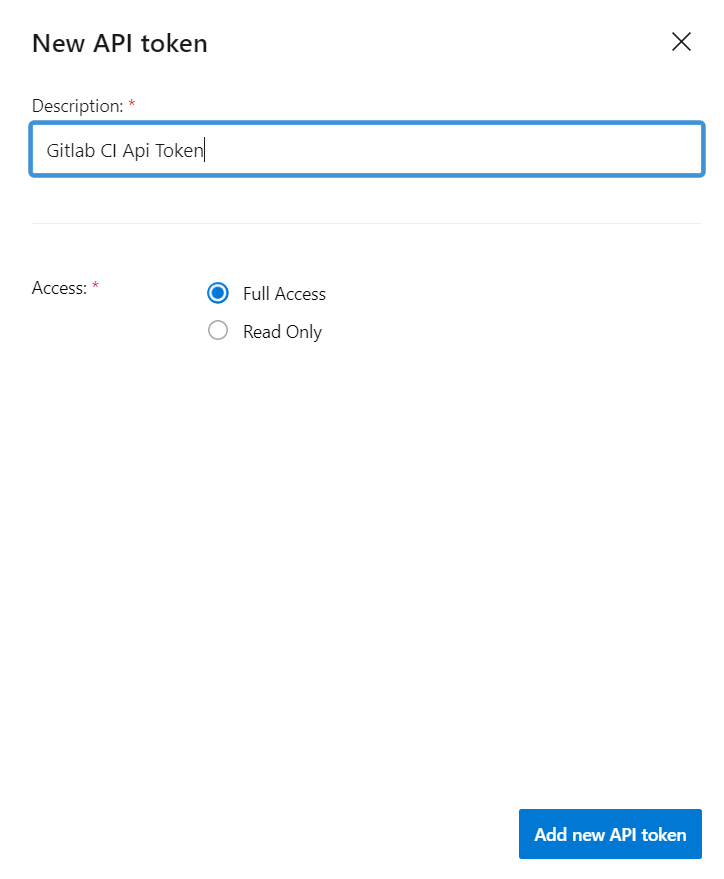 New API token
Description: *
Gitlab CI Api Token
Access: *
Full Access
Read Only
Add new API token